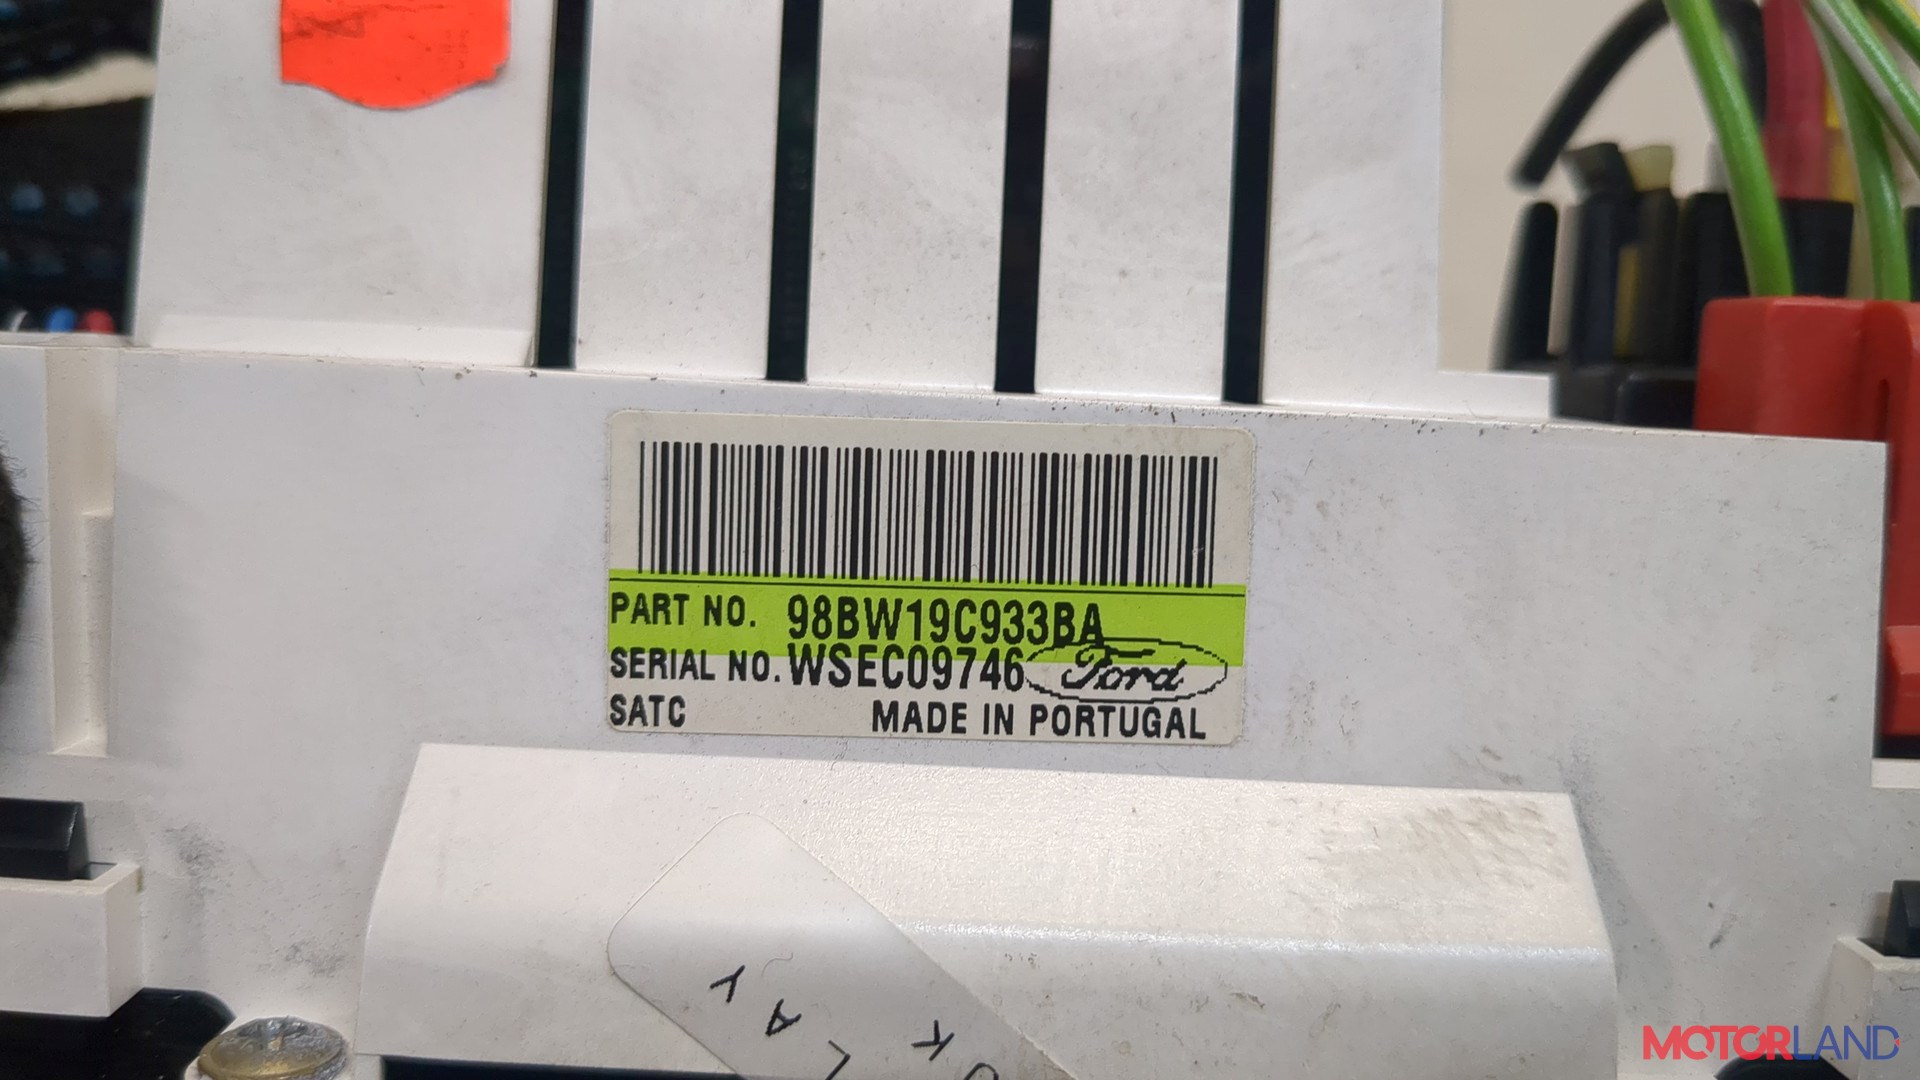 PART NO. 98BW19C933BA
SERIAL NO. WSEC09746 Ford
SATC MADE IN PORTUGAL
MOTORLAND